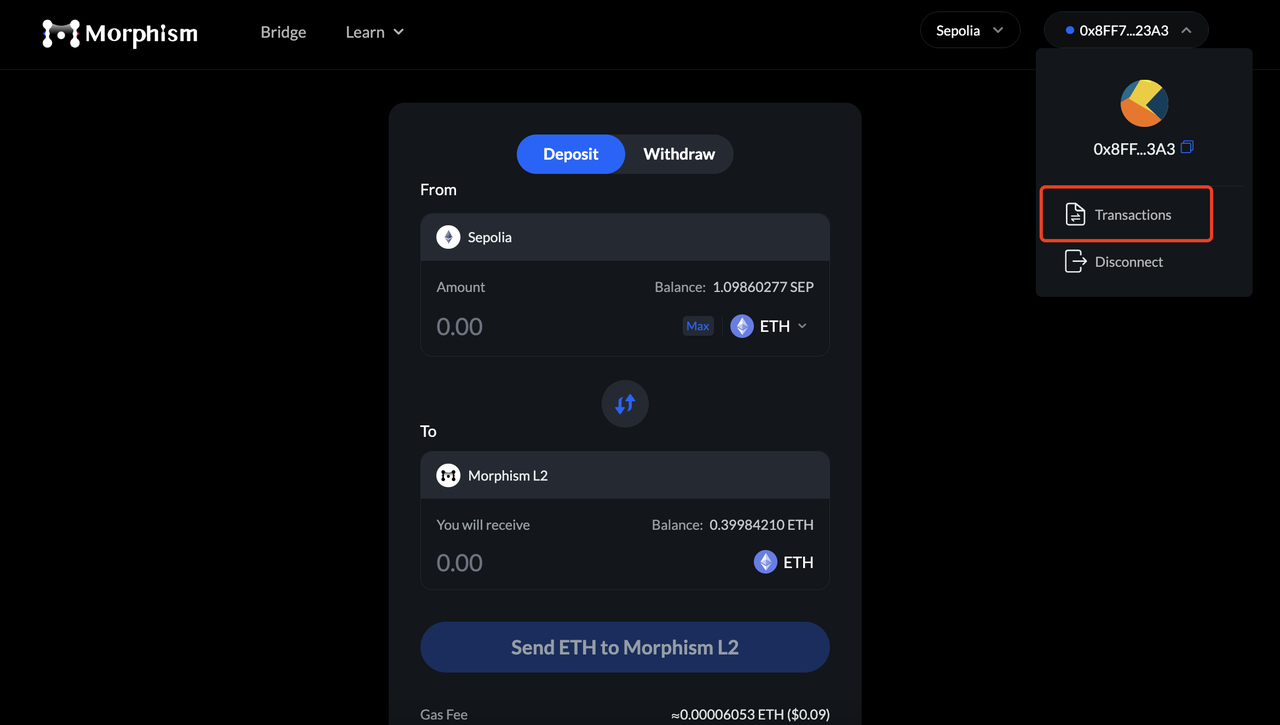 Morphism Bridge Learn Sepolia 0x8FF7...23A3
0x8FF...3A3
Transactions
Disconnect
Deposit Withdraw
From
Sepolia
Amount Balance: 1.09860277 SEP
0.00 Max ETH
To
Morphism L2
You will receive Balance: 0.39984210 ETH
0.00 ETH
Send ETH to Morphism L2
Gas Fee ≈0.00006053 ETH ($0.09)